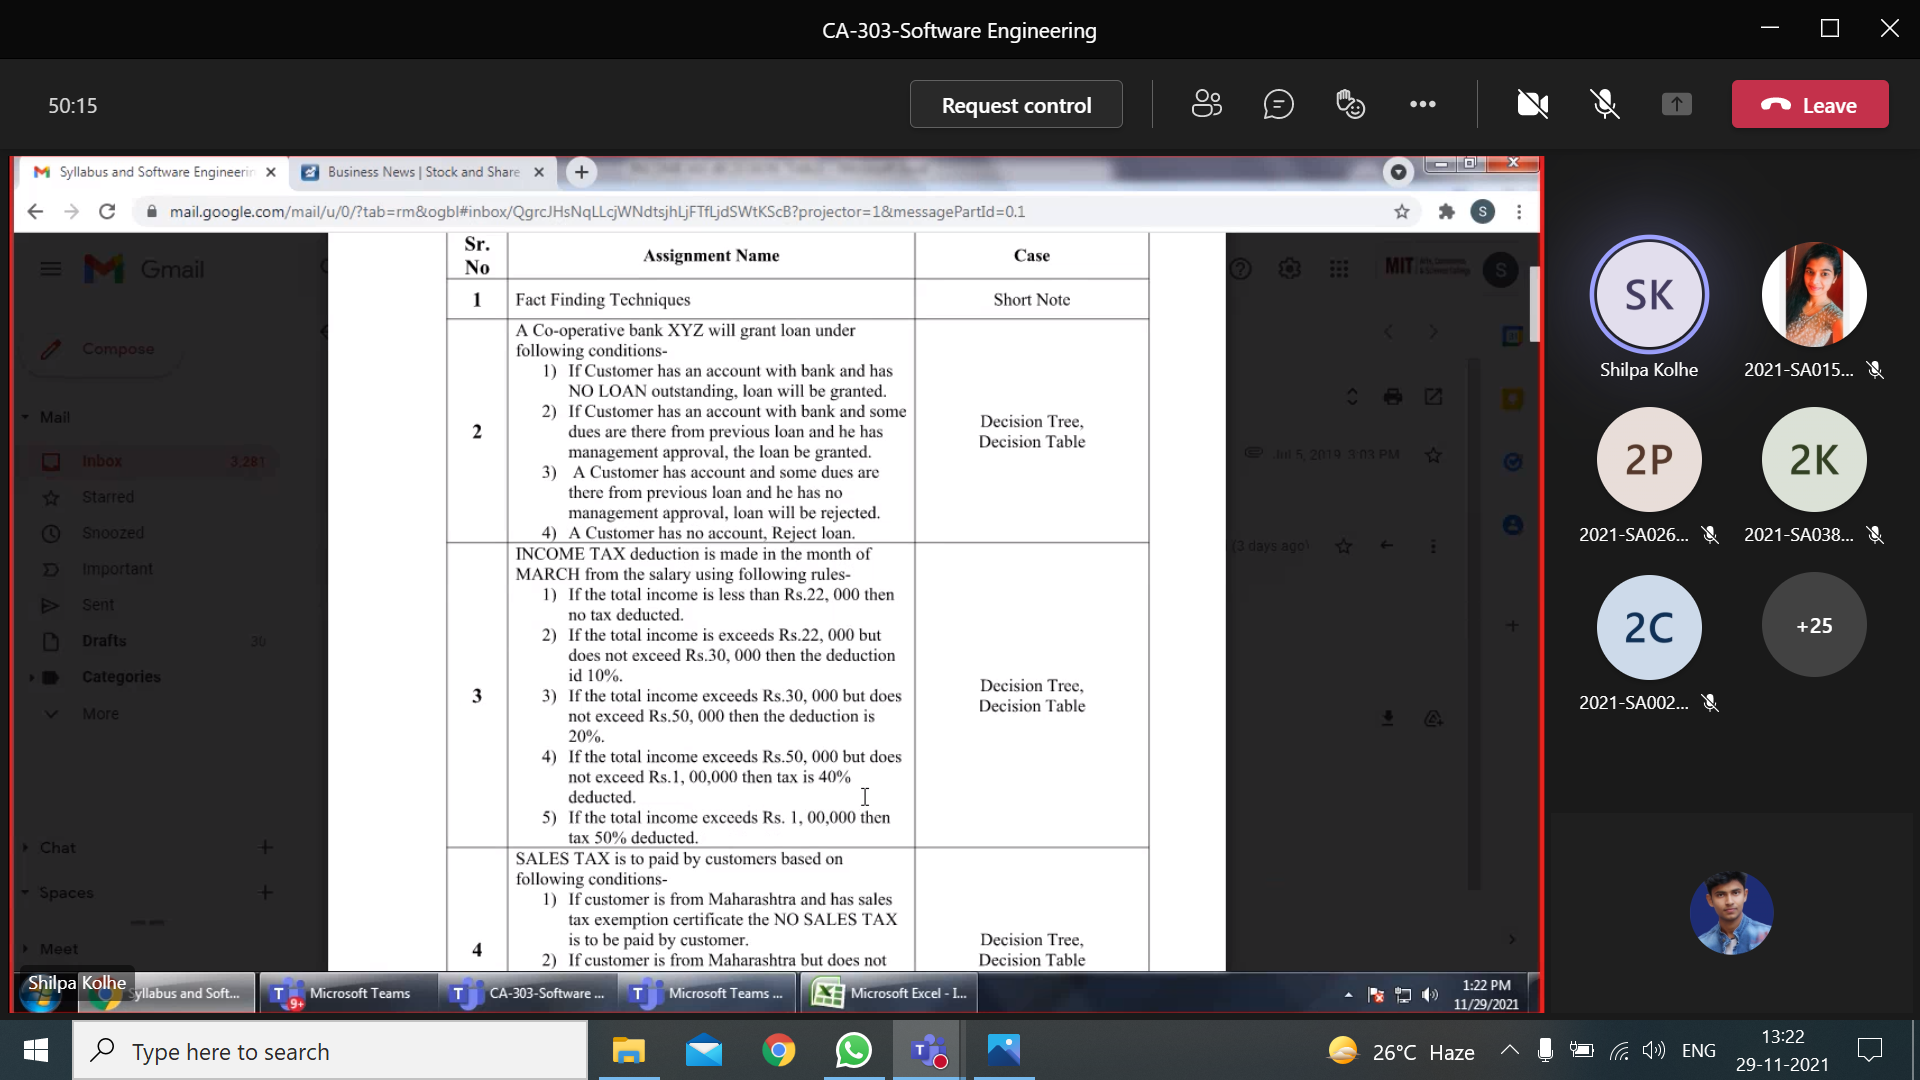 CA-303-Software Engineering
50:15
Request control
Leave
Syllabus and Software Engineerin
Business News | Stock and Share
mail.google.com/mail/u/0/?tab=rm&ogbl#inbox/QgrcJHsNqLLcjWNdtsjhLjFTfLjdSWtKScB?projector=1&messagePartId=0.1
S
Gmail
MIT
S
Compose
Mail
Inbox 3,281
Starred
Snoozed
Important
Sent
Drafts 30
Categories
More
Chat
Spaces
Meet
Jul 5, 2019, 3:03 PM
(3 days ago)
Sr. No Assignment Name Case
1 Fact Finding Techniques Short Note
2
A Co-operative bank XYZ will grant loan under
following conditions-
1) If Customer has an account with bank and has
NO LOAN outstanding, loan will be granted.
2) If Customer has an account with bank and some
dues are there from previous loan and he has
management approval, the loan be granted.
3) A Customer has account and some dues are
there from previous loan and he has no
management approval, loan will be rejected.
4) A Customer has no account, Reject loan.
Decision Tree,
Decision Table
3
INCOME TAX deduction is made in the month of
MARCH from the salary using following rules-
1) If the total income is less than Rs.22, 000 then
no tax deducted.
2) If the total income is exceeds Rs.22, 000 but
does not exceed Rs.30, 000 then the deduction
id 10%.
3) If the total income exceeds Rs.30, 000 but does
not exceed Rs.50, 000 then the deduction is
20%.
4) If the total income exceeds Rs.50, 000 but does
not exceed Rs.1, 00,000 then tax is 40%
deducted.
5) If the total income exceeds Rs. 1, 00,000 then
tax 50% deducted.
Decision Tree,
Decision Table
4
SALES TAX is to paid by customers based on
following conditions-
1) If customer is from Maharashtra and has sales
tax exemption certificate the NO SALES TAX
is to be paid by customer.
2) If customer is from Maharashtra but does not
Decision Tree,
Decision Table
SK
Shilpa Kolhe
2021-SA015...
2P
2021-SA026...
2K
2021-SA038...
2C
2021-SA002...
+25
Shilpa Kolhe
Syllabus and Soft...
9+
Microsoft Teams
CA-303-Software ...
Microsoft Teams ...
Microsoft Excel - I...
1:22 PM
11/29/2021
Type here to search
26°C Haze
ENG
13:22
29-11-2021